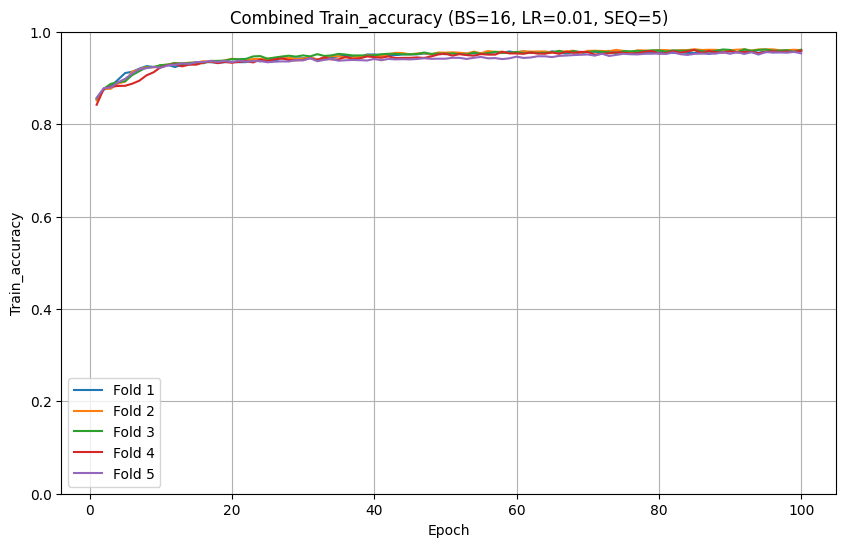 Combined Train_accuracy (BS=16, LR=0.01, SEQ=5)
Train_accuracy
1.0
0.8
0.6
0.4
0.2
0.0
Fold 1
Fold 2
Fold 3
Fold 4
Fold 5
0 20 40 60 80 100
Epoch